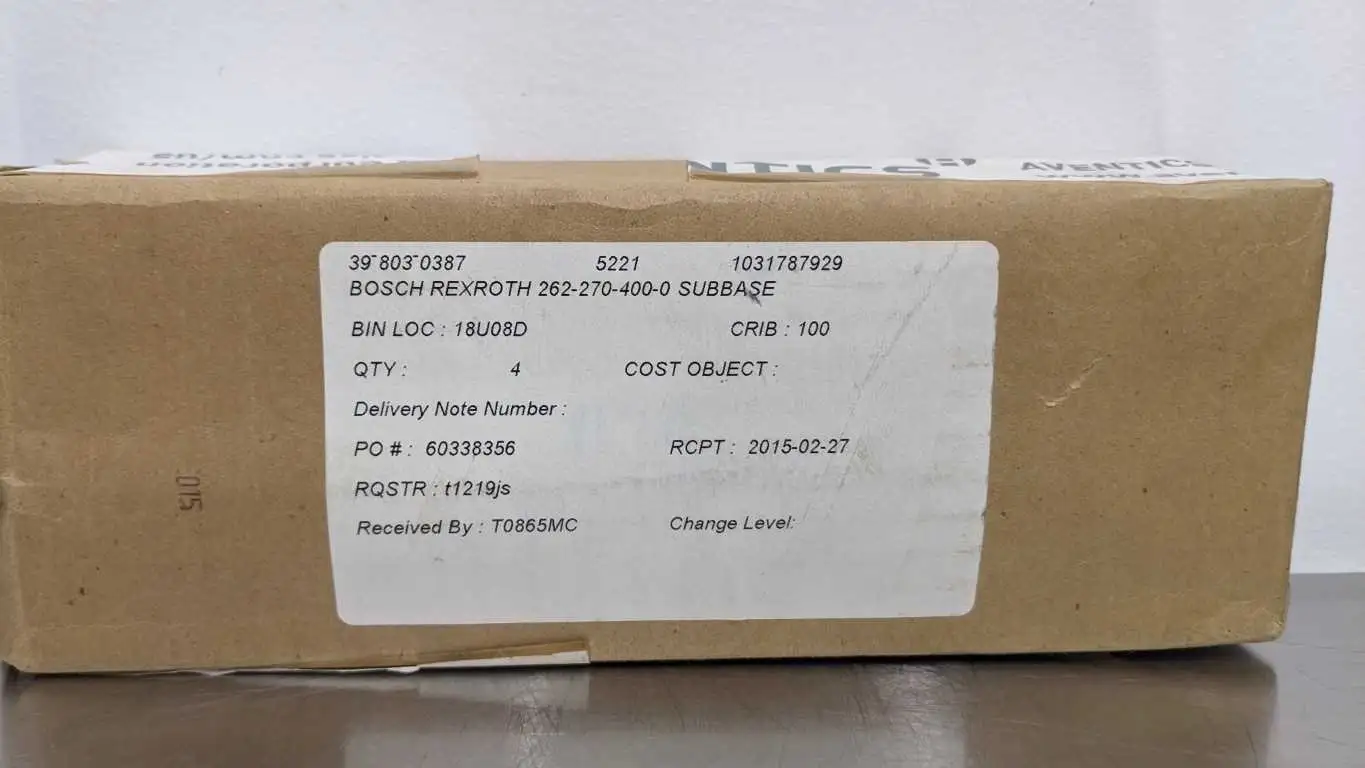 AVENTICS
39-803-0387 5221 1031787929
BOSCH REXROTH 262-270-400-0 SUBBASE
BIN LOC : 18U08D CRIB : 100
QTY : 4 COST OBJECT :
Delivery Note Number :
PO # : 60338356 RCPT : 2015-02-27
RQSTR : t1219js
Received By : T0865MC Change Level:
015